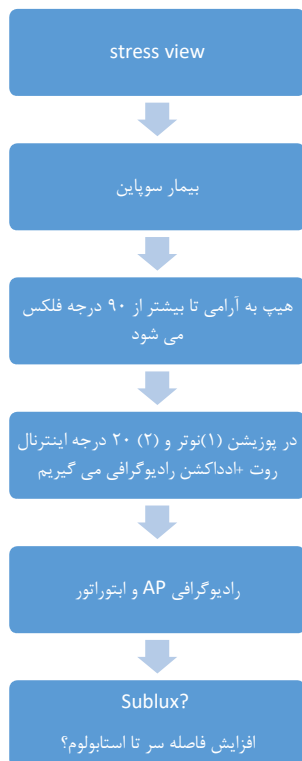 stress view
بیمار سوپاین
هیپ به آرامی تا بیشتر از ۹۰ درجه فلکس
می شود
در پوزیشن (۱)نوتر و (۲) ۲۰ درجه اینترنال
روت +ادداکشن رادیوگرافی می گیریم
رادیوگرافی AP و ابتوراتور
Sublux?
افزایش فاصله سر تا استابولوم؟